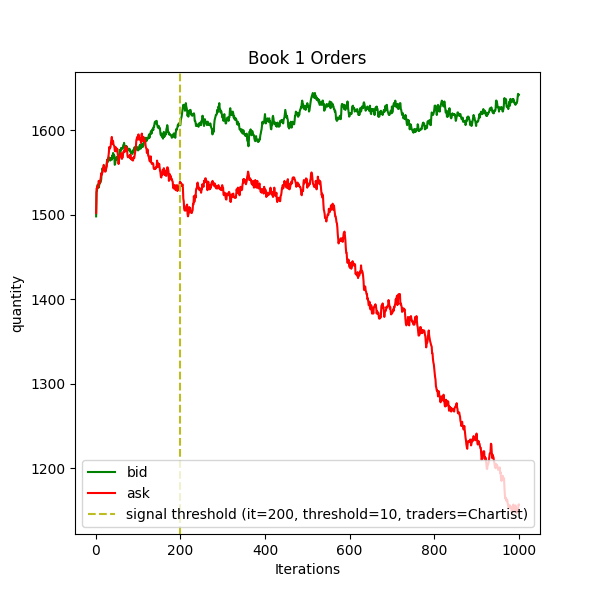 Book 1 Orders
quantity
1600
1500
1400
1300
1200
bid
ask
signal threshold (it=200, threshold=10, traders=Chartist)
0 200 400 600 800 1000
Iterations